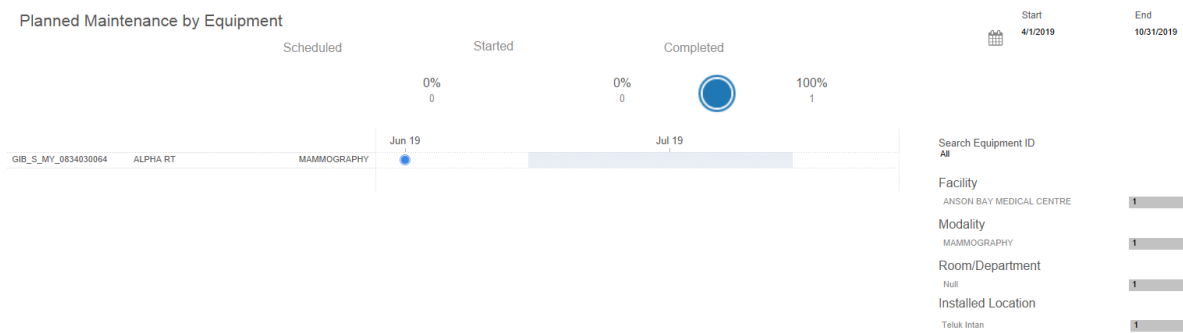 Planned Maintenance by Equipment
Start End
4/1/2019 10/31/2019
Scheduled Started Completed
0% 0% 100%
0 0 1
Jun 19 Jul 19
GIB_S_MY_0834030064 ALPHA RT MAMMOGRAPHY
Search Equipment ID
All
Facility
ANSON BAY MEDICAL CENTRE 1
Modality
MAMMOGRAPHY 1
Room/Department
Null 1
Installed Location
Teluk Intan 1